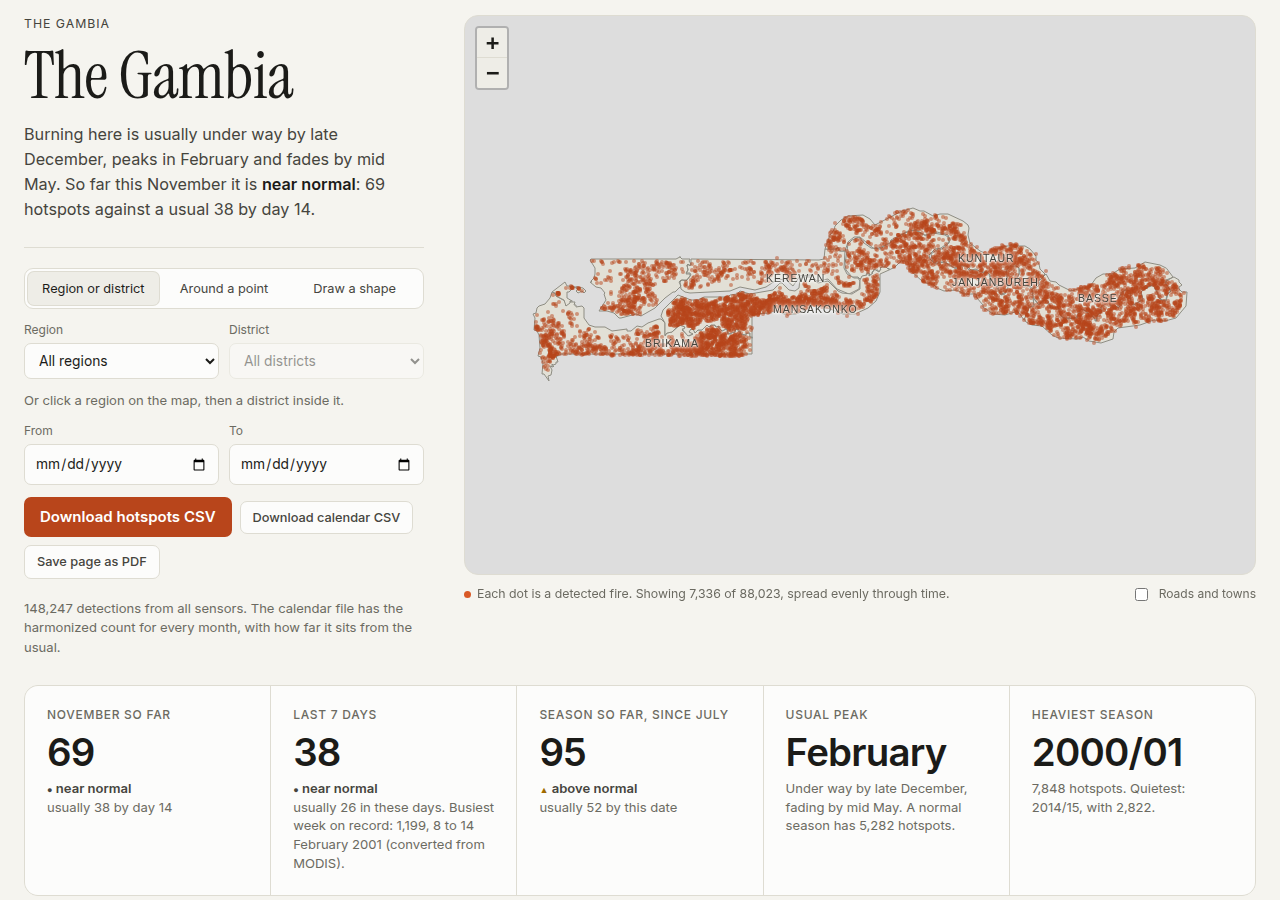 THE GAMBIA
The Gambia
Burning here is usually under way by late
December, peaks in February and fades by mid
May. So far this November it is near normal: 69
hotspots against a usual 38 by day 14.
Region or district
Around a point
Draw a shape
Region
District
All regions
All districts
Or click a region on the map, then a district inside it.
From
To
mm/dd/yyyy
mm/dd/yyyy
Download hotspots CSV
Download calendar CSV
Save page as PDF
148,247 detections from all sensors. The calendar file has the
harmonized count for every month, with how far it sits from the
usual.
+
−
KUNTAUR
KEREWAN
JANJANBUREH
BASSE
MANSAKONKO
BRIKAMA
Each dot is a detected fire. Showing 7,336 of 88,023, spread evenly through time.
Roads and towns
NOVEMBER SO FAR
69
• near normal
usually 38 by day 14
LAST 7 DAYS
38
• near normal
usually 26 in these days. Busiest
week on record: 1,199, 8 to 14
February 2001 (converted from
MODIS).
SEASON SO FAR, SINCE JULY
95
▲ above normal
usually 52 by this date
USUAL PEAK
February
Under way by late December,
fading by mid May. A normal
season has 5,282 hotspots.
HEAVIEST SEASON
2000/01
7,848 hotspots. Quietest:
2014/15, with 2,822.